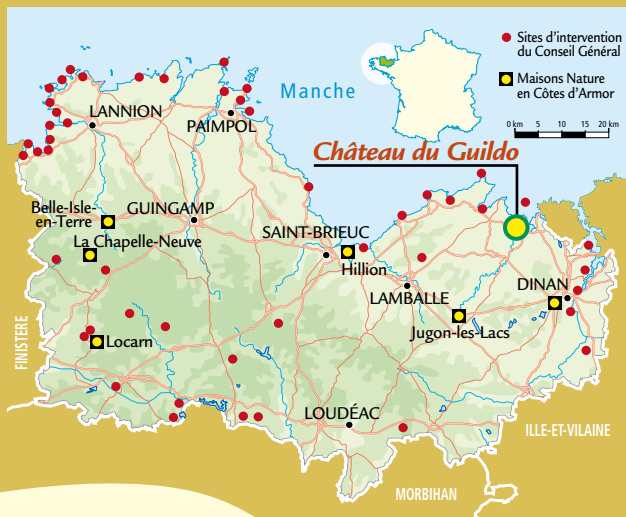 Sites d'intervention
du Conseil Général
Maisons Nature
en Côtes d'Armor
0 km 5 10 15 20 km
Manche
LANNION
PAIMPOL
Château du Guildo
Belle-Isle-
en-Terre
GUINGAMP
La Chapelle-Neuve
SAINT-BRIEUC
Hillion
LAMBALLE
DINAN
Jugon-les-Lacs
Locarn
FINISTERE
LOUDÉAC
ILLE-ET-VILAINE
MORBIHAN